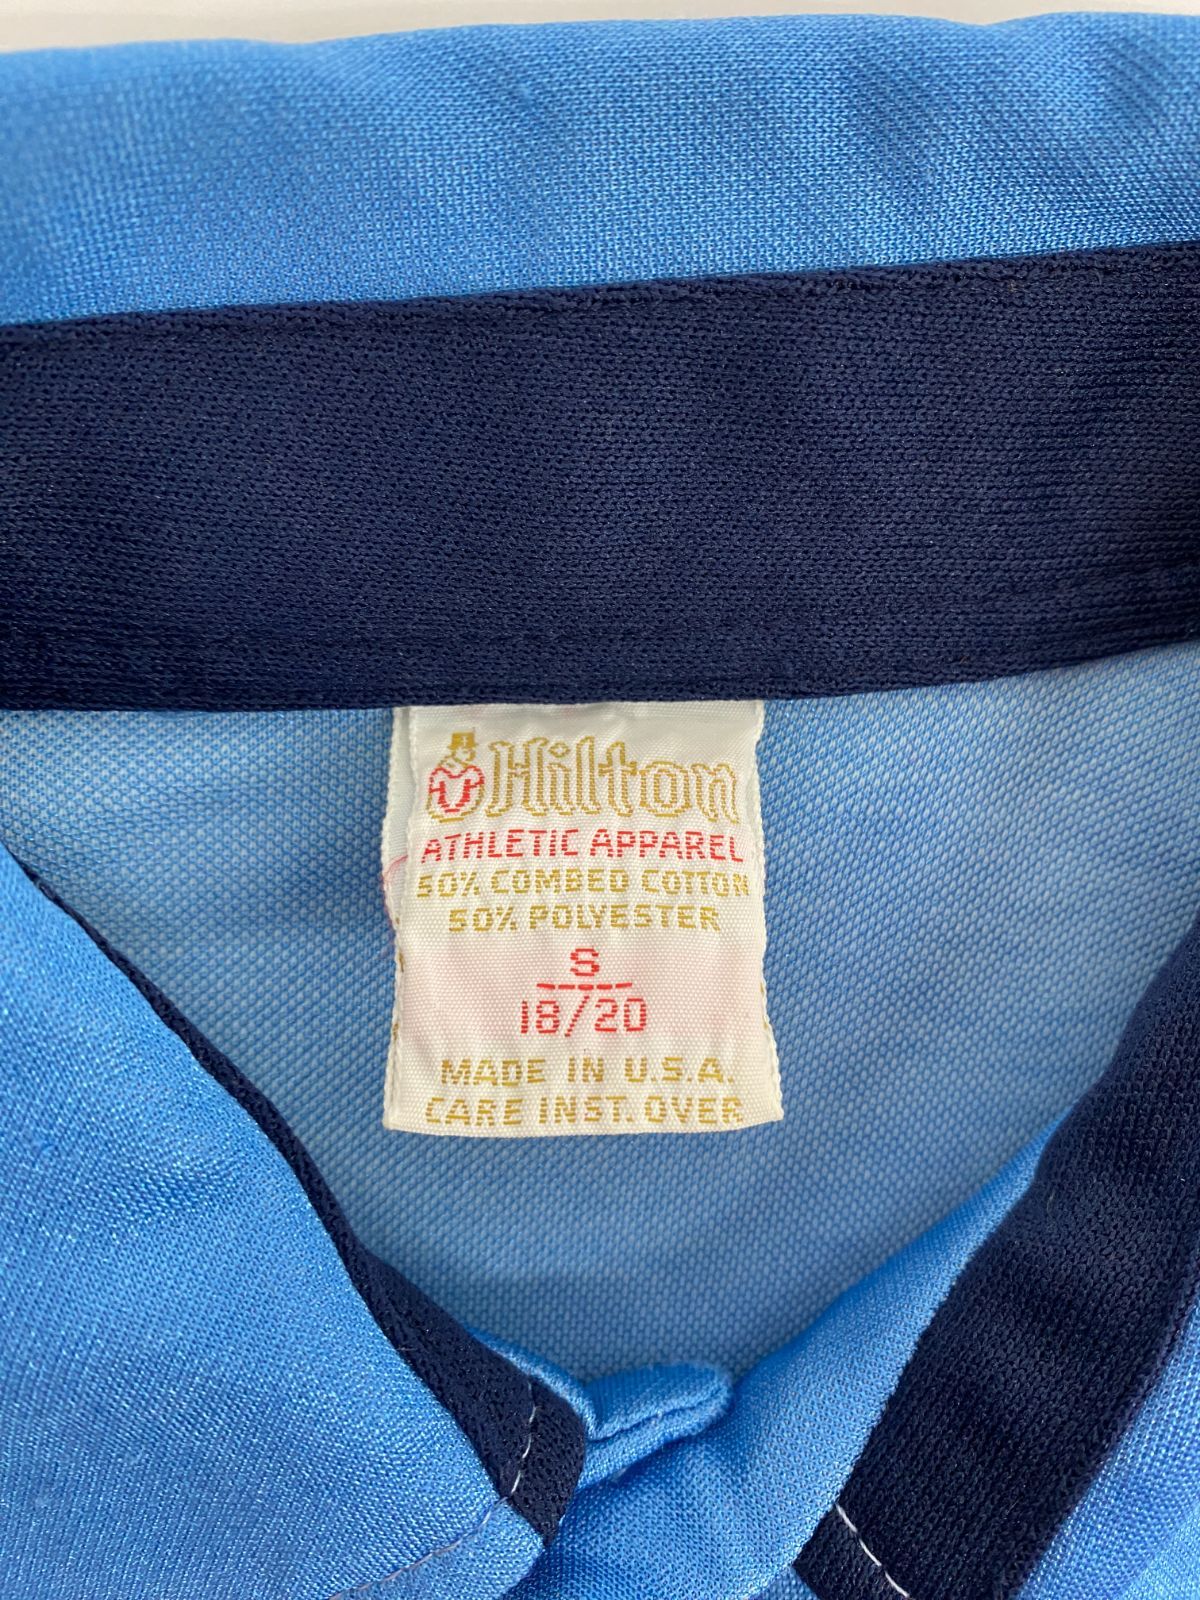 Hilton
ATHLETIC APPAREL
50% COMBED COTTON
50% POLYESTER
S
18/20
MADE IN U.S.A.
CARE INST. OVER